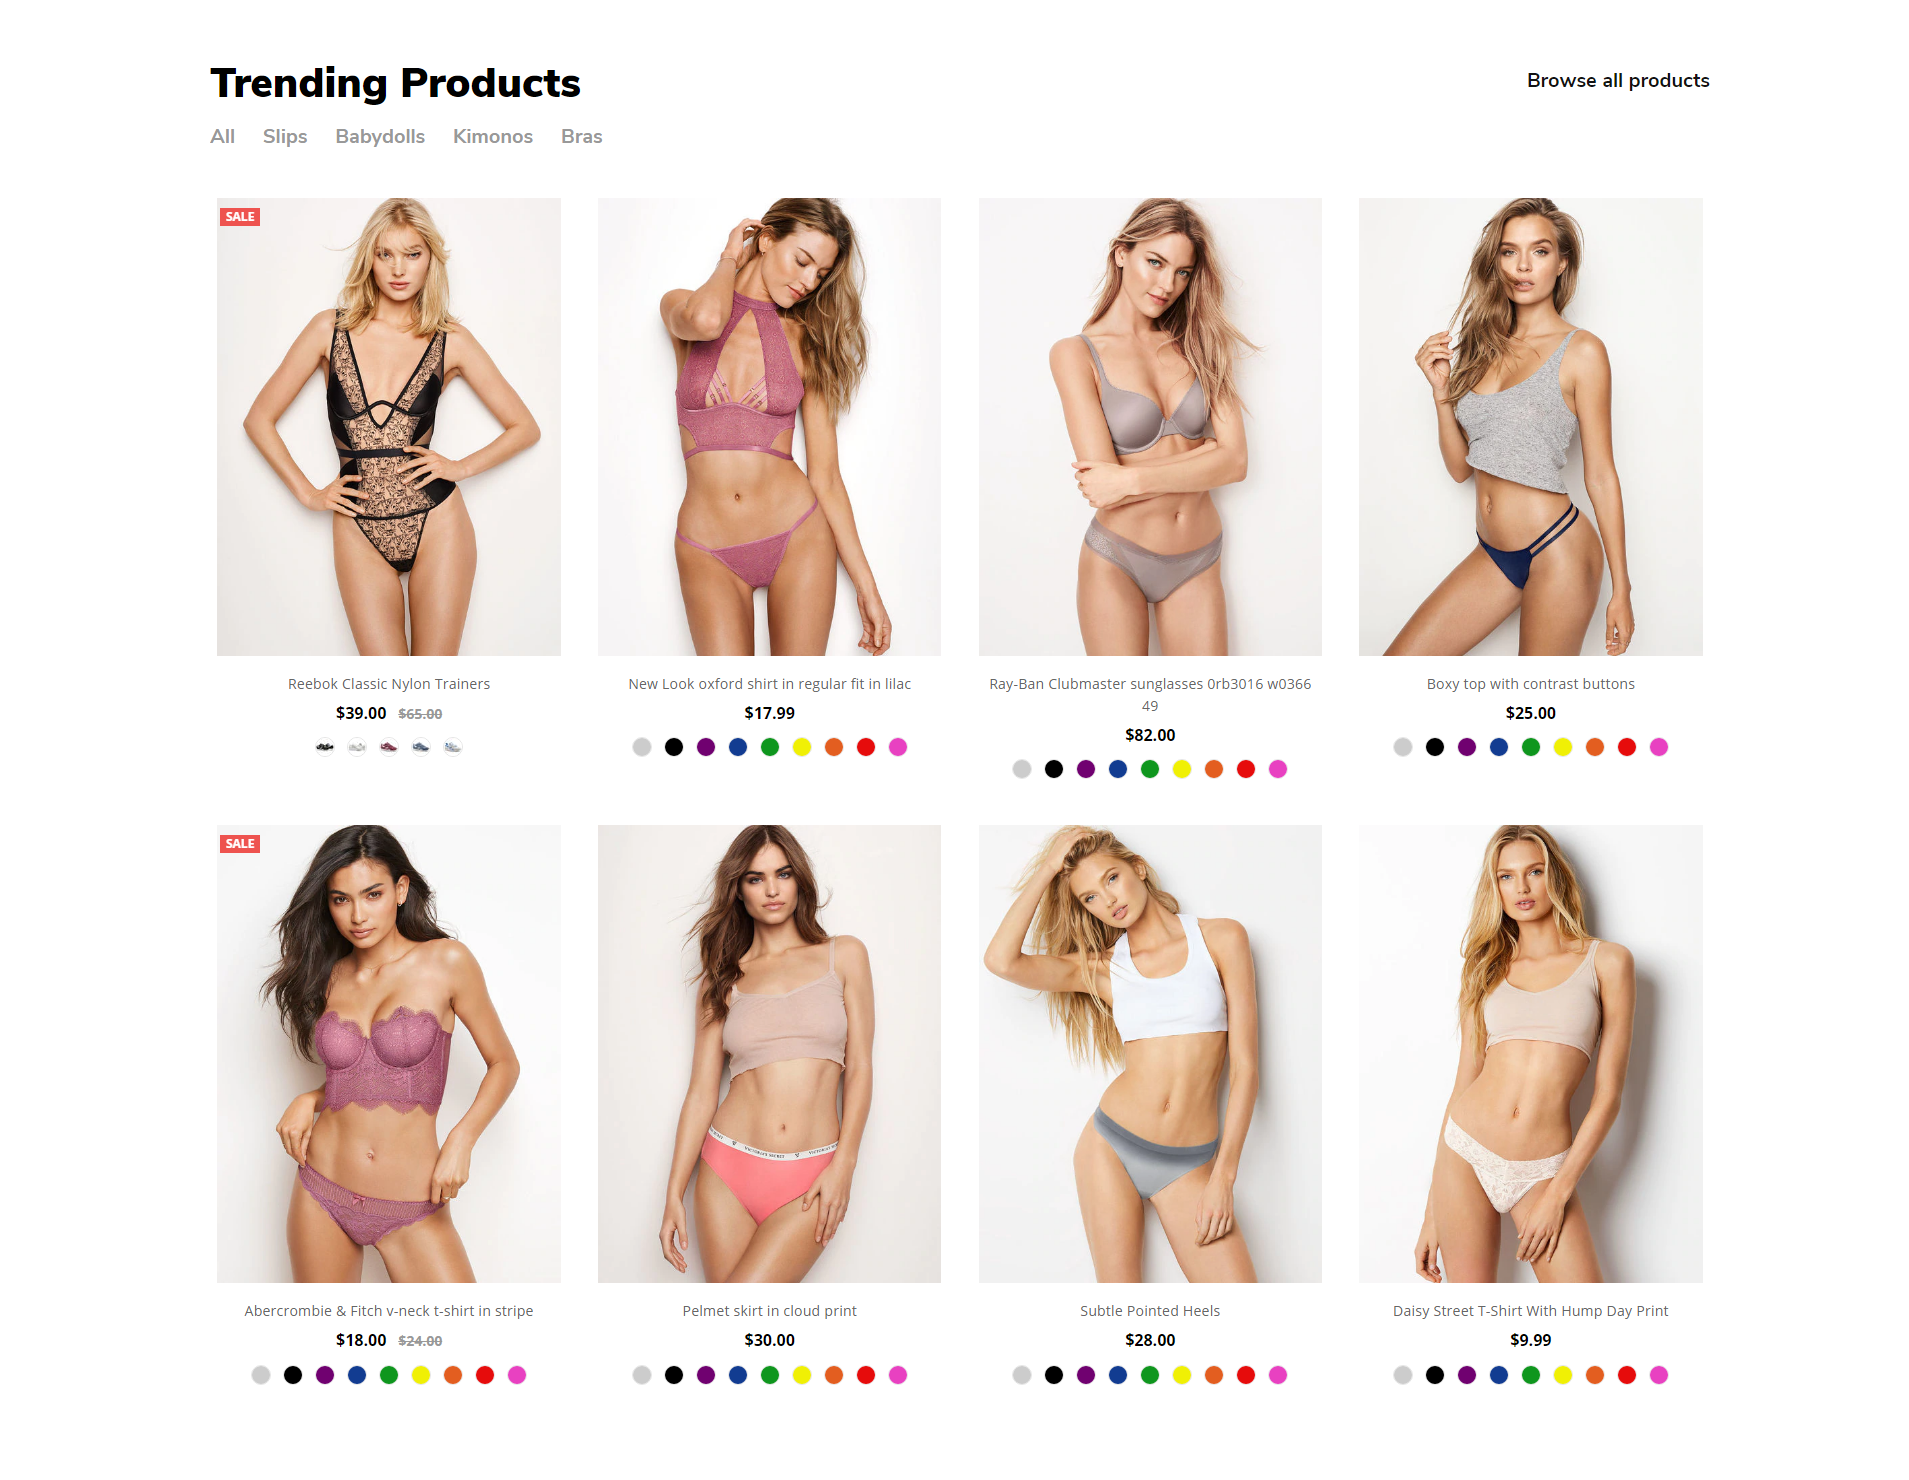 Trending Products
Browse all products
All Slips Babydolls Kimonos Bras
SALE
Reebok Classic Nylon Trainers
$39.00 $65.00
New Look oxford shirt in regular fit in lilac
$17.99
Ray-Ban Clubmaster sunglasses 0rb3016 w0366
49
$82.00
Boxy top with contrast buttons
$25.00
SALE
Abercrombie & Fitch v-neck t-shirt in stripe
$18.00 $24.00
Pelmet skirt in cloud print
$30.00
Subtle Pointed Heels
$28.00
Daisy Street T-Shirt With Hump Day Print
$9.99